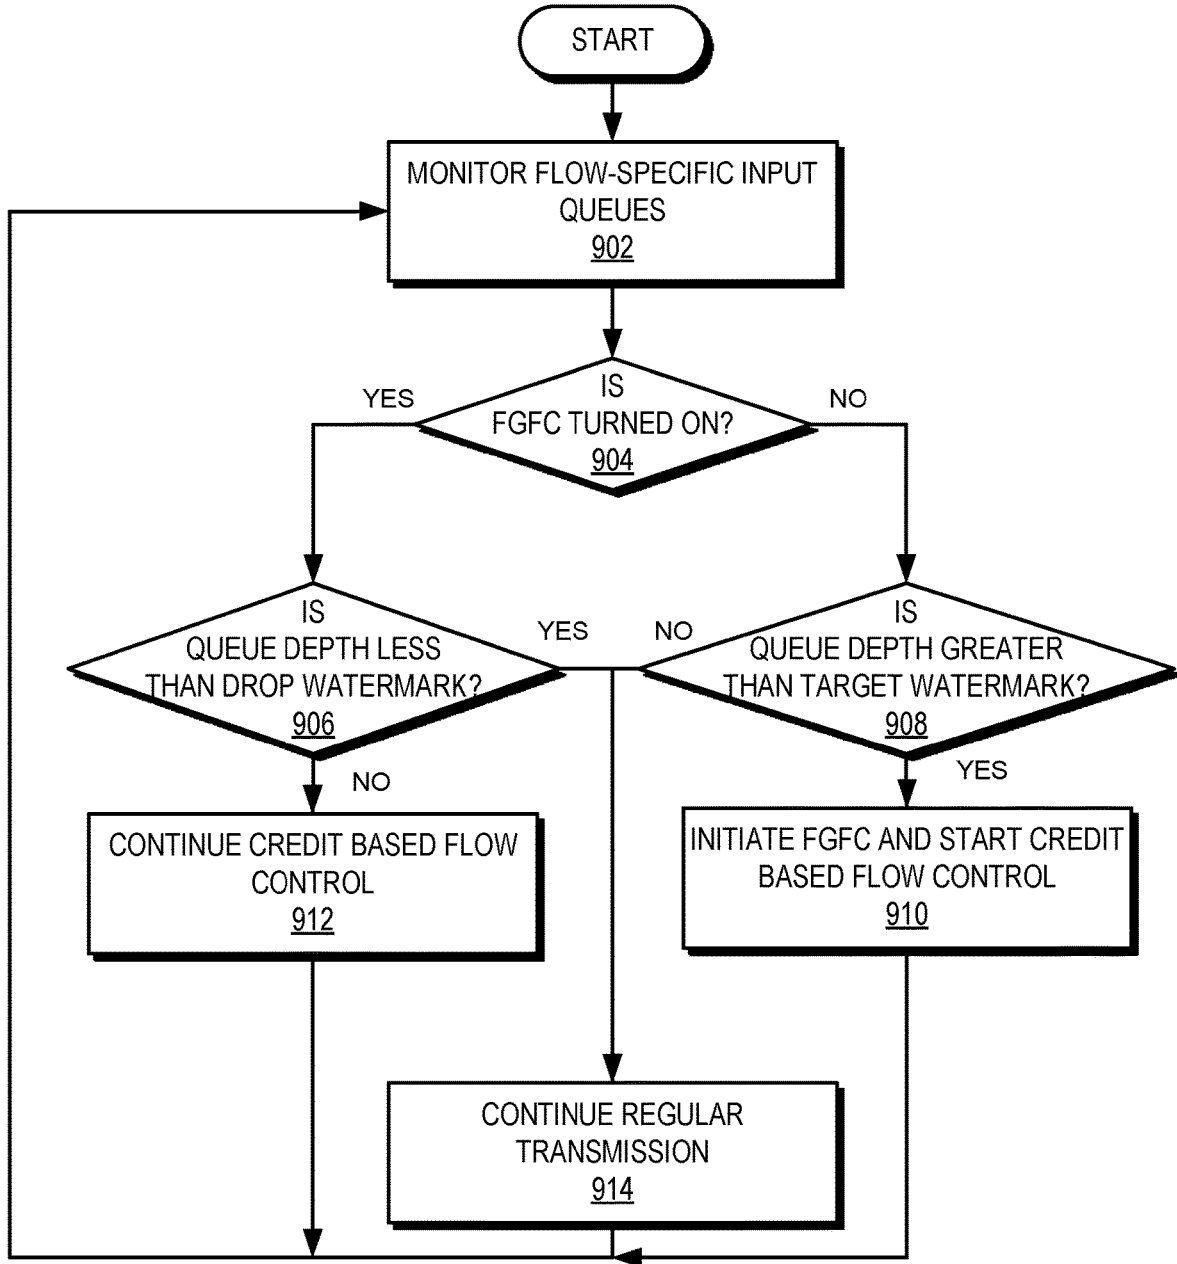 START
MONITOR FLOW-SPECIFIC INPUT
QUEUES
902
YES
NO
IS
FGFC TURNED ON?
904
IS
QUEUE DEPTH LESS
THAN DROP WATERMARK?
906
YES
NO
IS
QUEUE DEPTH GREATER
THAN TARGET WATERMARK?
908
NO
YES
CONTINUE CREDIT BASED FLOW
CONTROL
912
INITIATE FGFC AND START CREDIT
BASED FLOW CONTROL
910
CONTINUE REGULAR
TRANSMISSION
914